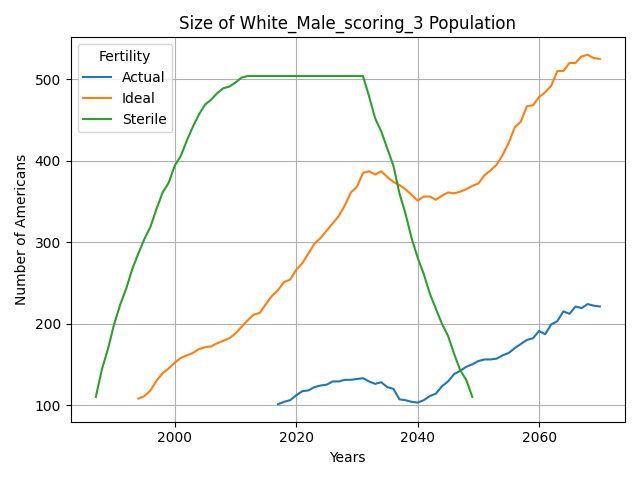 Size of White_Male_scoring_3 Population
Fertility
Actual
Ideal
Sterile
Number of Americans
500
400
300
200
100
2000
2020
2040
2060
Years